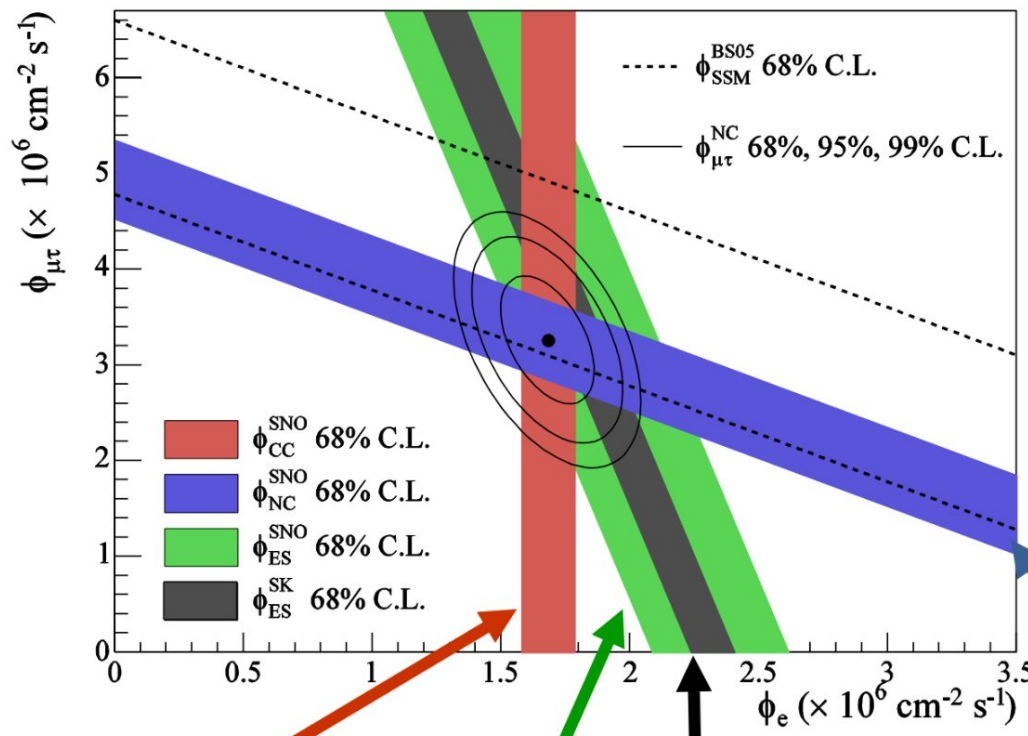 ϕ_SSM^BS05 68% C.L.
ϕ_μτ^NC 68%, 95%, 99% C.L.
ϕ_μτ (× 10^6 cm^-2 s^-1)
6
5
4
3
2
1
0
ϕ_CC^SNO 68% C.L.
ϕ_NC^SNO 68% C.L.
ϕ_ES^SNO 68% C.L.
ϕ_ES^SK 68% C.L.
0 0.5 1 1.5 2 2.5 3 3.5
ϕ_e (× 10^6 cm^-2 s^-1)